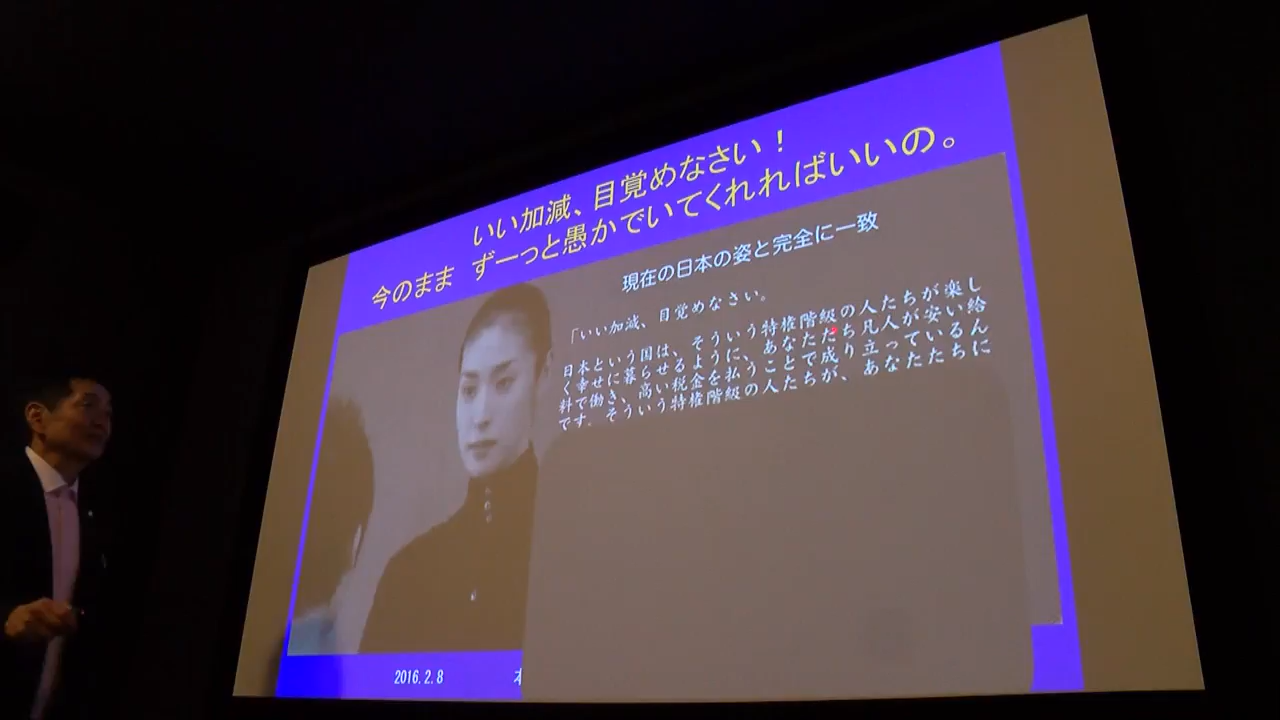 いい加減、目覚めなさい！
今のまま ずーっと愚かでいてくれればいいの。
現在の日本の姿と完全に一致
「いい加減、目覚めなさい。
日本という国は、そういう特権階級の人たちが楽し
く幸せに暮らせるように、あなたたち凡人が安い給
料で働き、高い税金を払うことで成り立っているん
です。そういう特権階級の人たちが、あなたたちに
2016.2.8